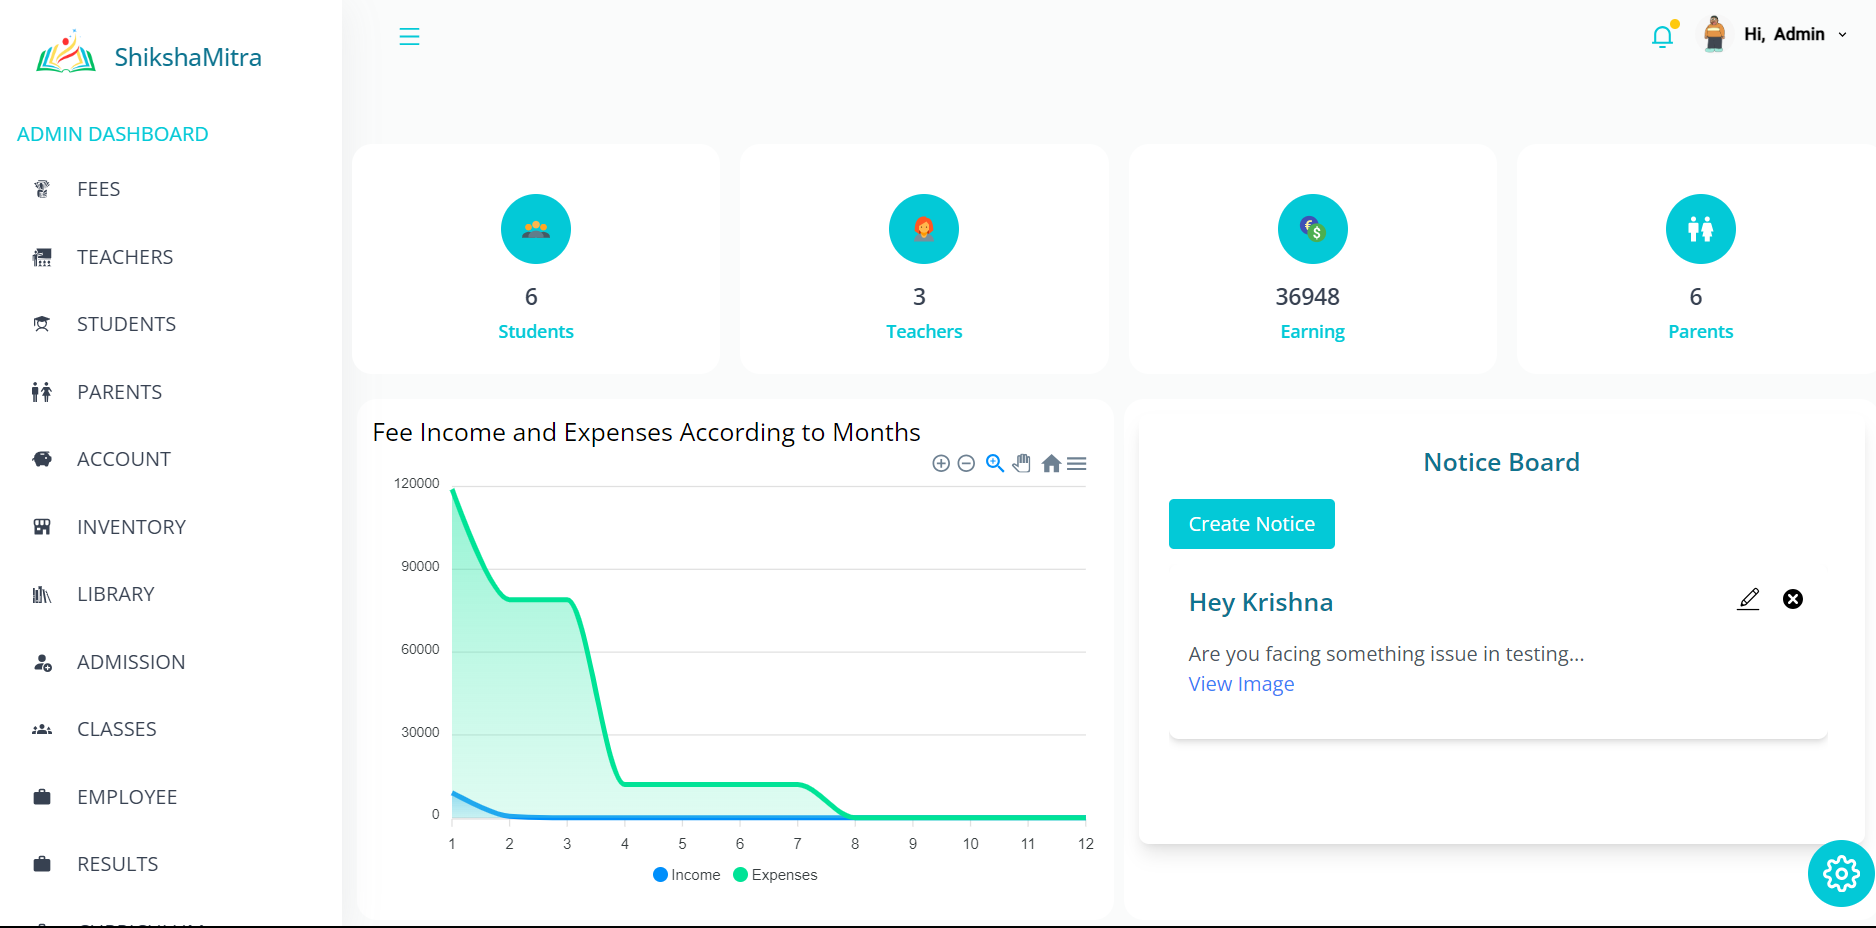 ShikshaMitra
Hi, Admin
ADMIN DASHBOARD
FEES
TEACHERS
STUDENTS
PARENTS
ACCOUNT
INVENTORY
LIBRARY
ADMISSION
CLASSES
EMPLOYEE
RESULTS
6
Students
3
Teachers
36948
Earning
6
Parents
Fee Income and Expenses According to Months
120000
90000
60000
30000
0
1 2 3 4 5 6 7 8 9 10 11 12
Income Expenses
Notice Board
Create Notice
Hey Krishna
Are you facing something issue in testing...
View Image